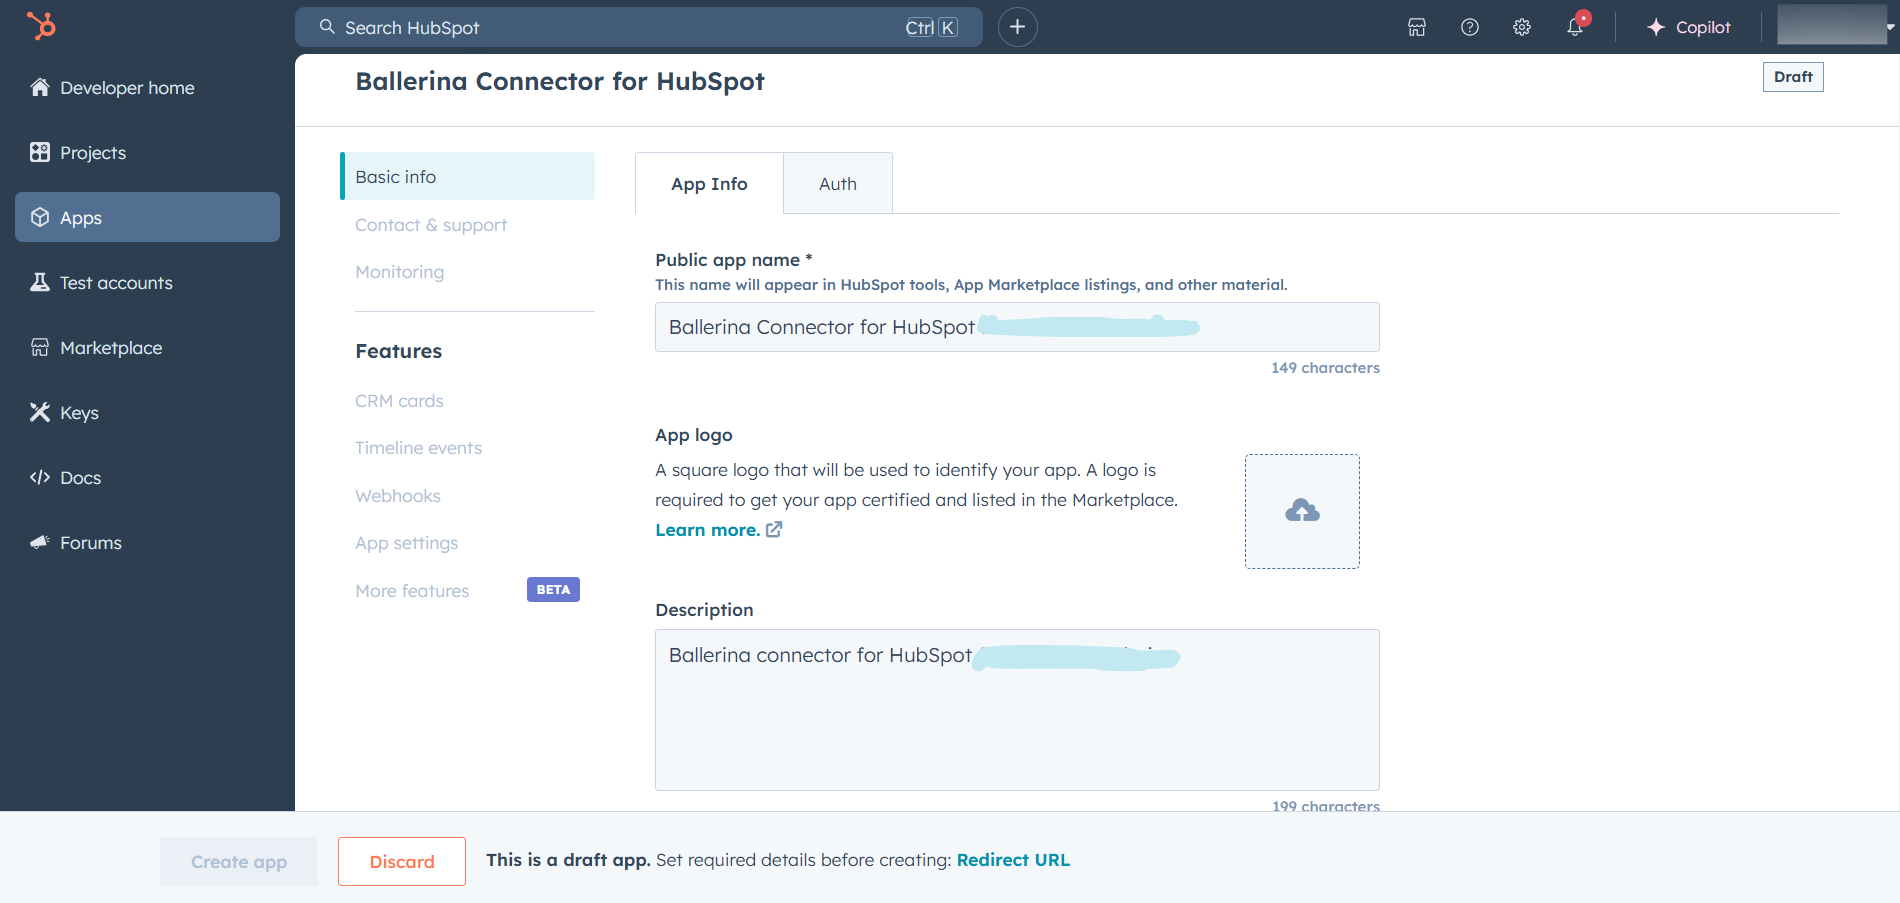 Search HubSpot Ctrl K
Copilot
Developer home
Projects
Apps
Test accounts
Marketplace
Keys
Docs
Forums
Ballerina Connector for HubSpot
Draft
Basic info
Contact & support
Monitoring
Features
CRM cards
Timeline events
Webhooks
App settings
More features BETA
App Info Auth
Public app name *
This name will appear in HubSpot tools, App Marketplace listings, and other material.
Ballerina Connector for HubSpot
149 characters
App logo
A square logo that will be used to identify your app. A logo is
required to get your app certified and listed in the Marketplace.
Learn more.
Description
Ballerina connector for HubSpot
199 characters
Create app
Discard
This is a draft app. Set required details before creating: Redirect URL